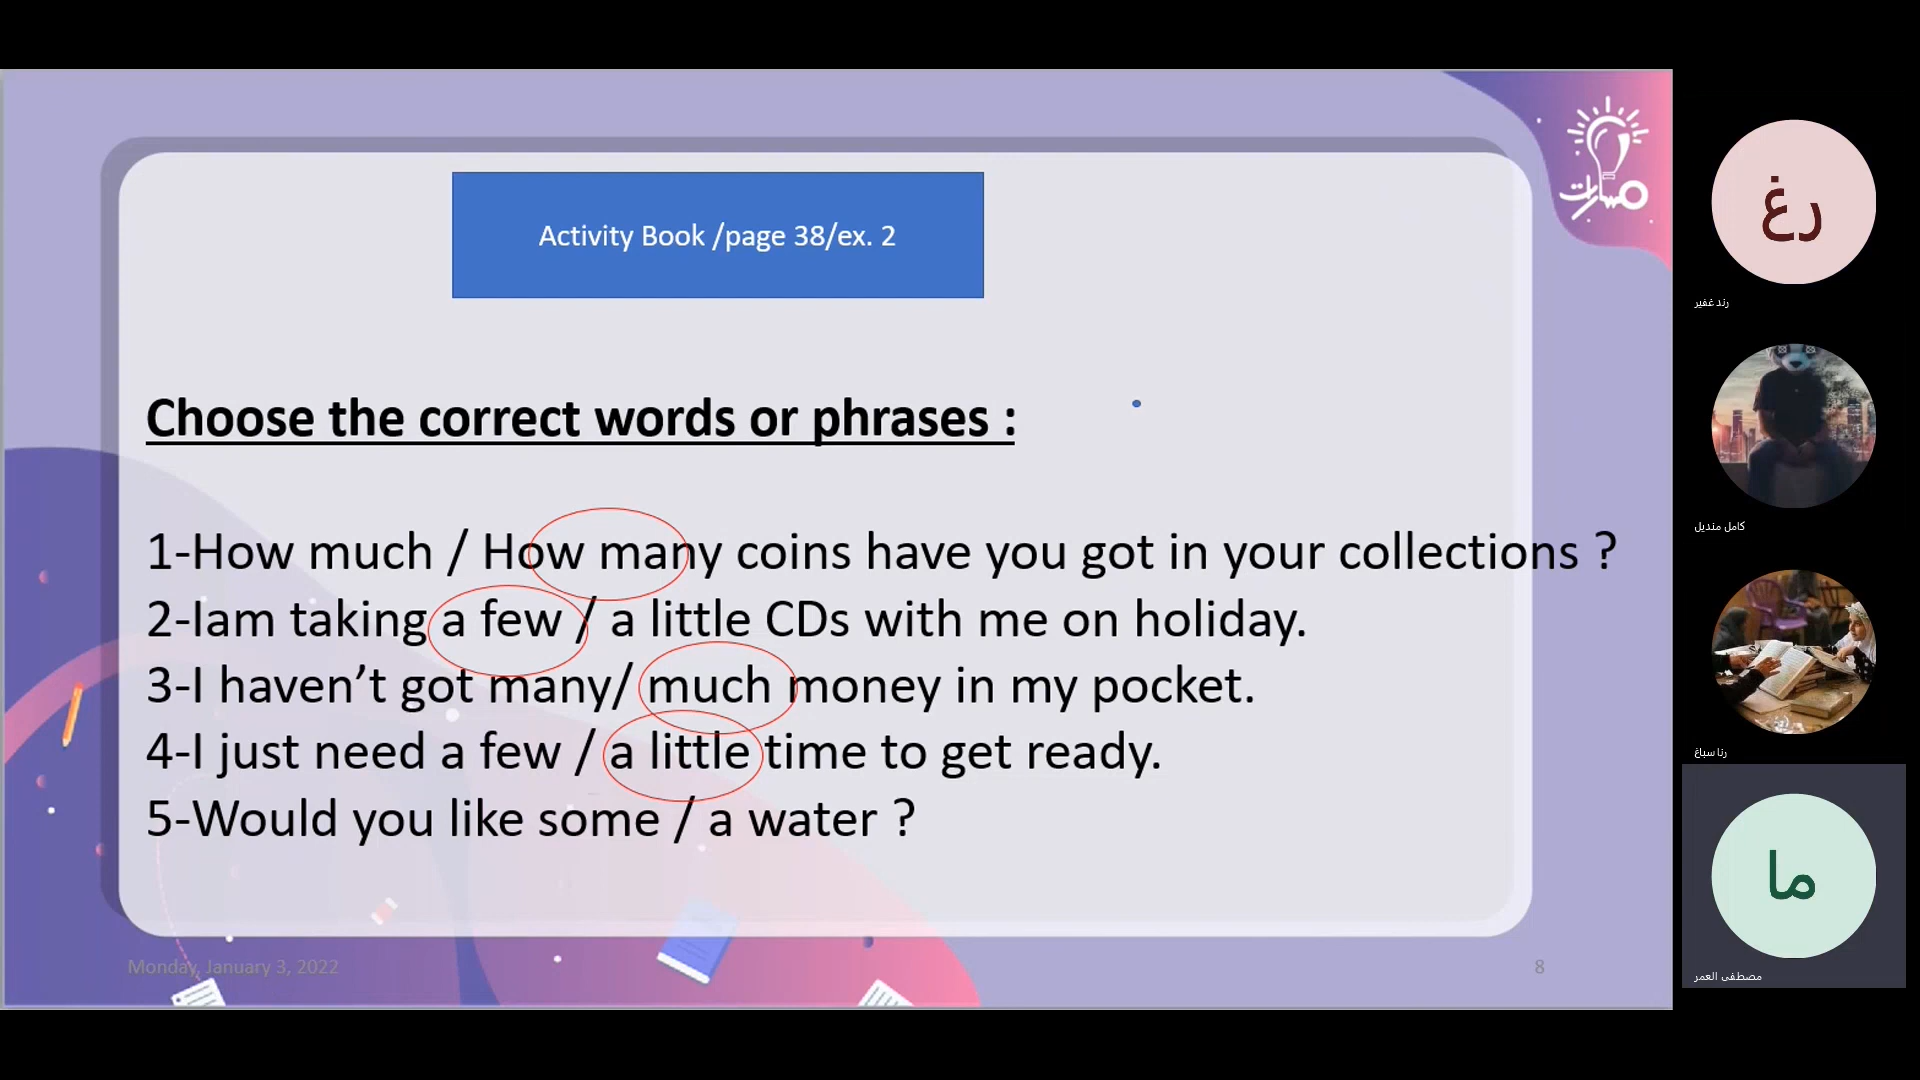 Activity Book /page 38/ex. 2
Choose the correct words or phrases :
1-How much / How many coins have you got in your collections ?
2-Iam taking a few / a little CDs with me on holiday.
3-I haven’t got many/ much money in my pocket.
4-I just need a few / a little time to get ready.
5-Would you like some / a water ?
Monday, January 3, 2022
8
مسارات
رغ
رند غفير
كامل منديل
رنا سباغ
ما
مصطفى العمر